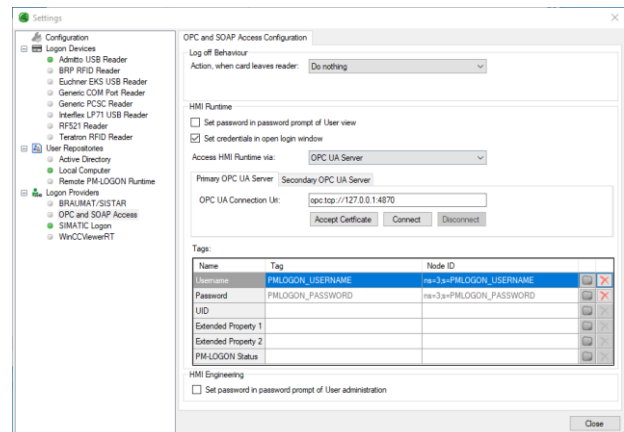 Settings
Configuration
Logon Devices
Admitto USB Reader
BRP RFID Reader
Euchner EKS USB Reader
Generic COM Port Reader
Generic PCSC Reader
Interflex LP71 USB Reader
RF521 Reader
Teratron RFID Reader
User Repositories
Active Directory
Local Computer
Remote PM-LOGON Runtime
Logon Providers
BRAUMAT/SISTAR
OPC and SOAP Access
SIMATIC Logon
WinCCViewerRT
OPC and SOAP Access Configuration
Log off Behaviour
Action, when card leaves reader: Do nothing
HMI Runtime
Set password in password prompt of User view
Set credentials in open login window
Access HMI Runtime via: OPC UA Server
Primary OPC UA Server Secondary OPC UA Server
OPC UA Connection Uri: opc.tcp://127.0.0.1:4870
Accept Certificate Connect Disconnect
Tags:
Name Tag Node ID
Username PMLOGON_USERNAME ns=3;s=PMLOGON_USERNAME
Password PMLOGON_PASSWORD ns=3;s=PMLOGON_PASSWORD
UID
Extended Property 1
Extended Property 2
PM-LOGON Status
HMI Engineering
Set password in password prompt of User administration
Close